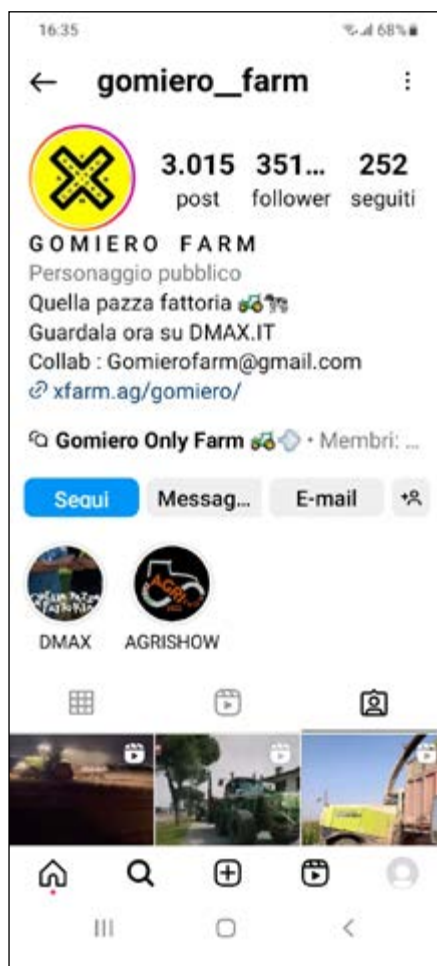 16:35 68%
gomiero__farm
3.015 351... 252
post follower seguiti
GOMIERO FARM
Personaggio pubblico
Quella pazza fattoria 🚜🐄
Guardala ora su DMAX.IT
Collab : Gomierofarm@gmail.com
xfarm.ag/gomiero/
Gomiero Only Farm 🚜💨 • Membri: ...
Segui Messag... E-mail
DMAX AGRISHOW